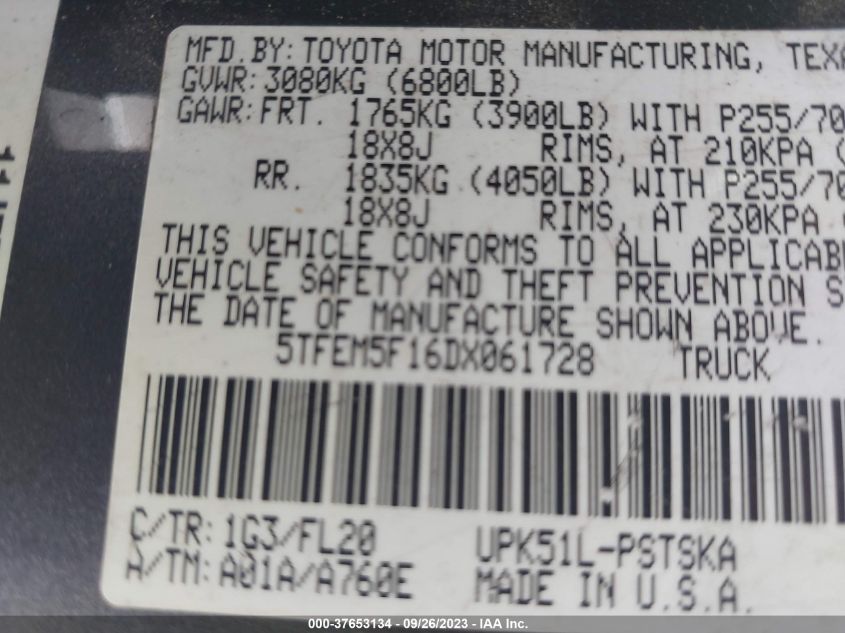 MFD.BY:TOYOTA MOTOR MANUFACTURING, TEXA
GVWR:3080KG (6800LB)
GAWR:FRT. 1765KG (3900LB) WITH P255/70
18X8J RIMS, AT 210KPA (
RR. 1835KG (4050LB) WITH P255/70
18X8J RIMS, AT 230KPA
THIS VEHICLE CONFORMS TO ALL APPLICAB
VEHICLE SAFETY AND THEFT PREVENTION S
THE DATE OF MANUFACTURE SHOWN ABOVE.
5TFEM5F16DX061728 TRUCK
C/TR:1G3/FL20 UPK51L-PSTSKA
A/TM:A01A/A760E MADE IN U.S.A.
000-37653134 - 09/26/2023 - IAA Inc.